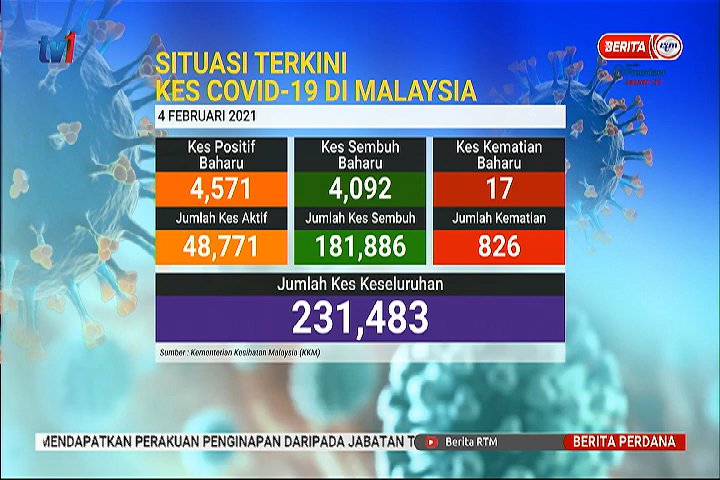 tv1
BERITA rtm
SITUASI TERKINI
KES COVID-19 DI MALAYSIA
4 FEBRUARI 2021
Kes Positif Baharu
Kes Sembuh Baharu
Kes Kematian Baharu
4,571
4,092
17
Jumlah Kes Aktif
Jumlah Kes Sembuh
Jumlah Kematian
48,771
181,886
826
Jumlah Kes Keseluruhan
231,483
Sumber : Kementerian Kesihatan Malaysia (KKM)
MENDAPATKAN PERAKUAN PENGINAPAN DARIPADA JABATAN T
Berita RTM
BERITA PERDANA